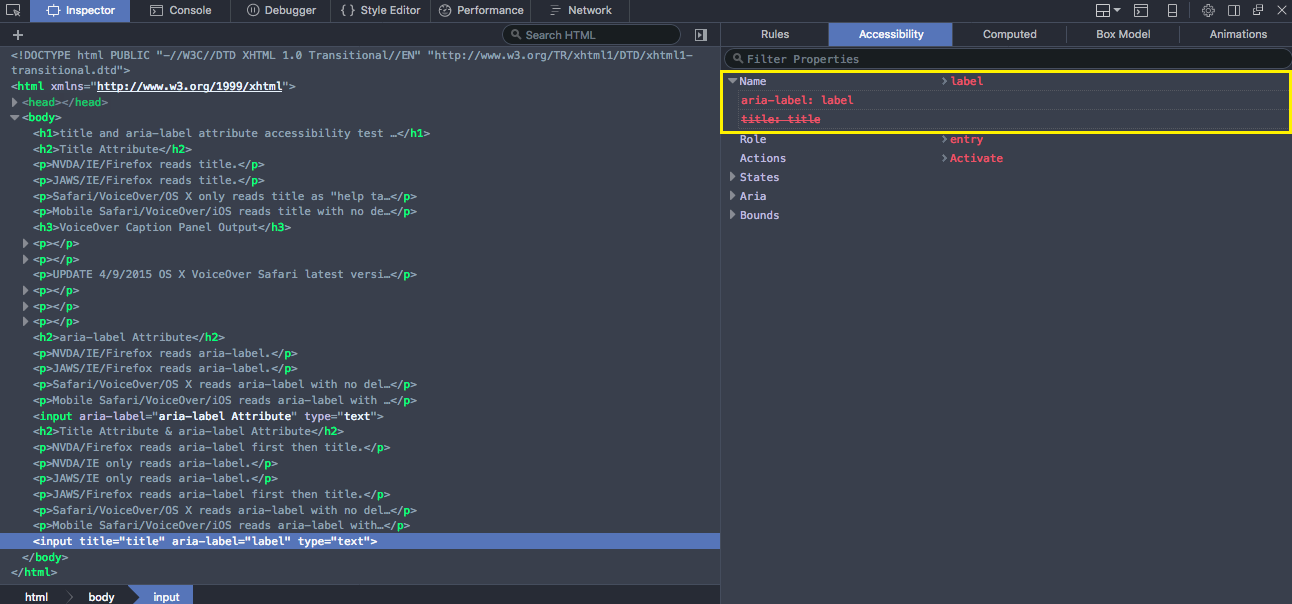 Inspector Console Debugger { } Style Editor Performance Network
+ Search HTML
<!DOCTYPE html PUBLIC "-//W3C//DTD XHTML 1.0 Transitional//EN" "http://www.w3.org/TR/xhtml1/DTD/xhtml1-
transitional.dtd">
<html xmlns="http://www.w3.org/1999/xhtml">
<head></head>
<body>
<h1>title and aria-label attribute accessibility test …</h1>
<h2>Title Attribute</h2>
<p>NVDA/IE/Firefox reads title.</p>
<p>JAWS/IE/Firefox reads title.</p>
<p>Safari/VoiceOver/OS X only reads title as "help ta…</p>
<p>Mobile Safari/VoiceOver/iOS reads title with no de…</p>
<h3>VoiceOver Caption Panel Output</h3>
<p></p>
<p></p>
<p>UPDATE 4/9/2015 OS X VoiceOver Safari latest versi…</p>
<p></p>
<p></p>
<p></p>
<h2>aria-label Attribute</h2>
<p>NVDA/IE/Firefox reads aria-label.</p>
<p>JAWS/IE/Firefox reads aria-label.</p>
<p>Safari/VoiceOver/OS X reads aria-label with no del…</p>
<p>Mobile Safari/VoiceOver/iOS reads aria-label with …</p>
<input aria-label="aria-label Attribute" type="text">
<h2>Title Attribute & aria-label Attribute</h2>
<p>NVDA/Firefox reads aria-label first then title.</p>
<p>NVDA/IE only reads aria-label.</p>
<p>JAWS/IE only reads aria-label.</p>
<p>JAWS/Firefox reads aria-label first then title.</p>
<p>Safari/VoiceOver/OS X reads aria-label with no del…</p>
<p>Mobile Safari/VoiceOver/iOS reads aria-label with…</p>
<input title="title" aria-label="label" type="text">
</body>
</html>
html body input
Rules Accessibility Computed Box Model Animations
Filter Properties
Name label
aria-label: label
title: title
Role entry
Actions Activate
States
Aria
Bounds